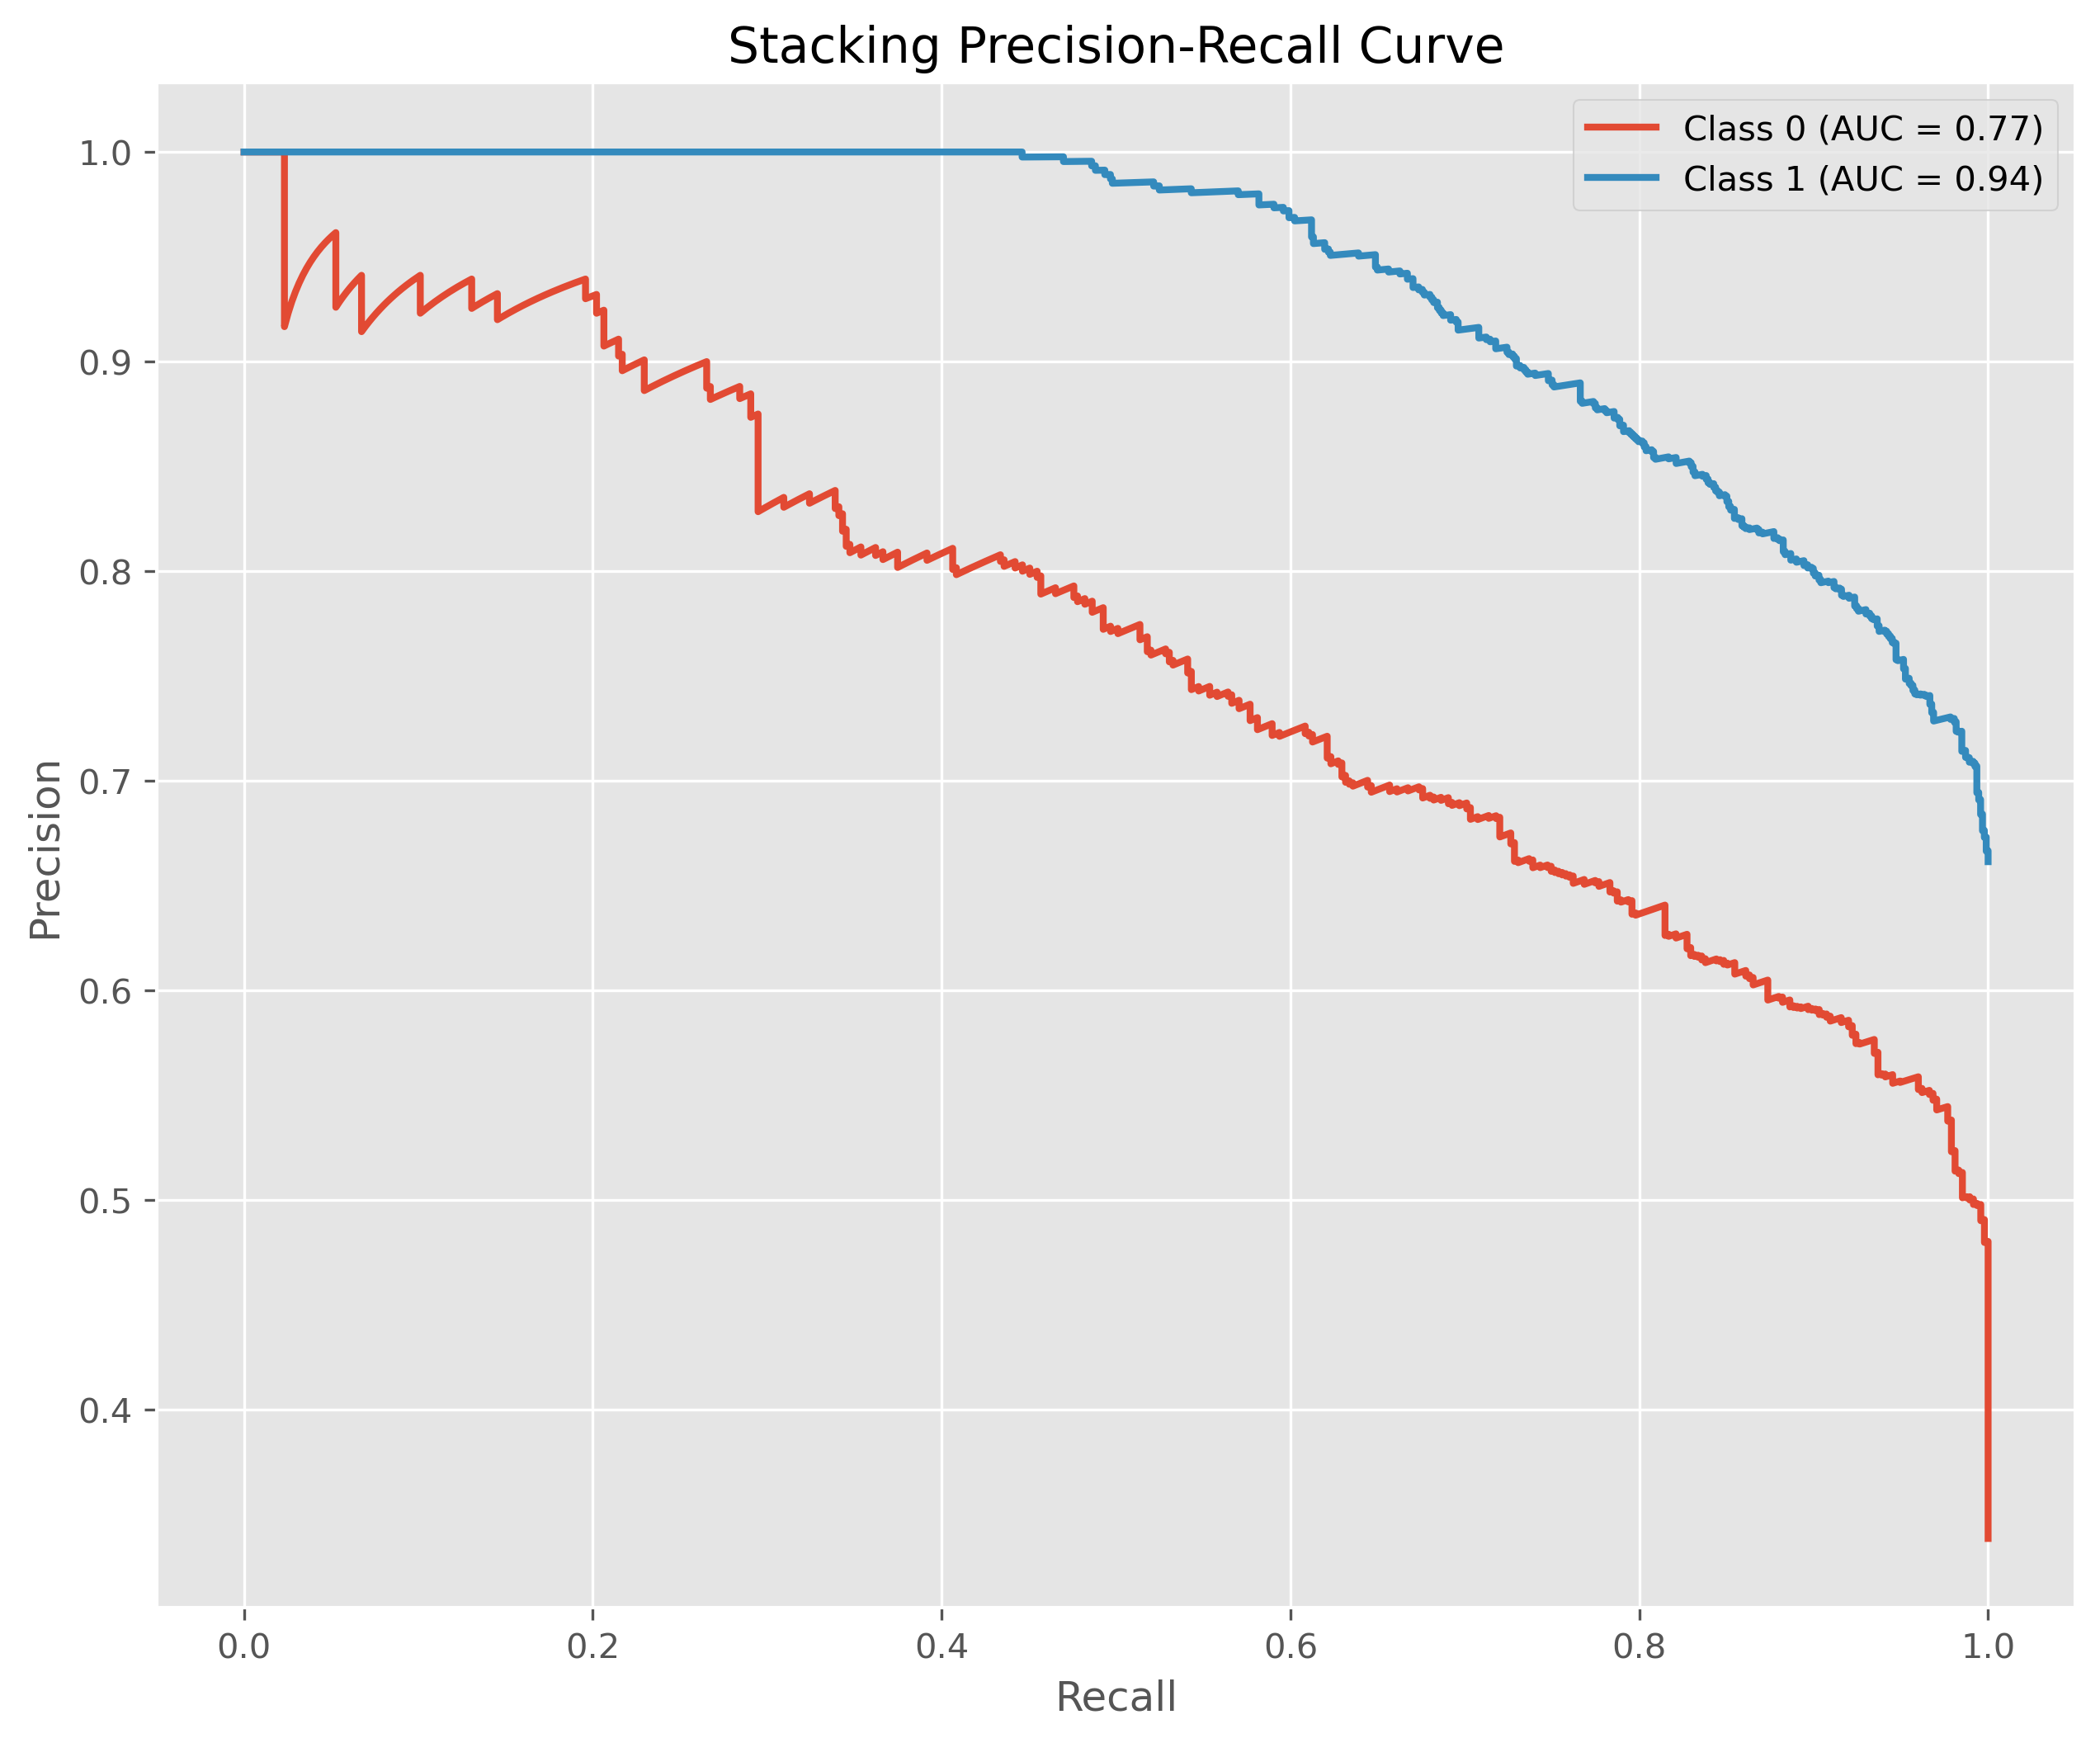 Stacking Precision-Recall Curve
Class 0 (AUC = 0.77)
Class 1 (AUC = 0.94)
Precision
1.0
0.9
0.8
0.7
0.6
0.5
0.4
0.0 0.2 0.4 0.6 0.8 1.0
Recall